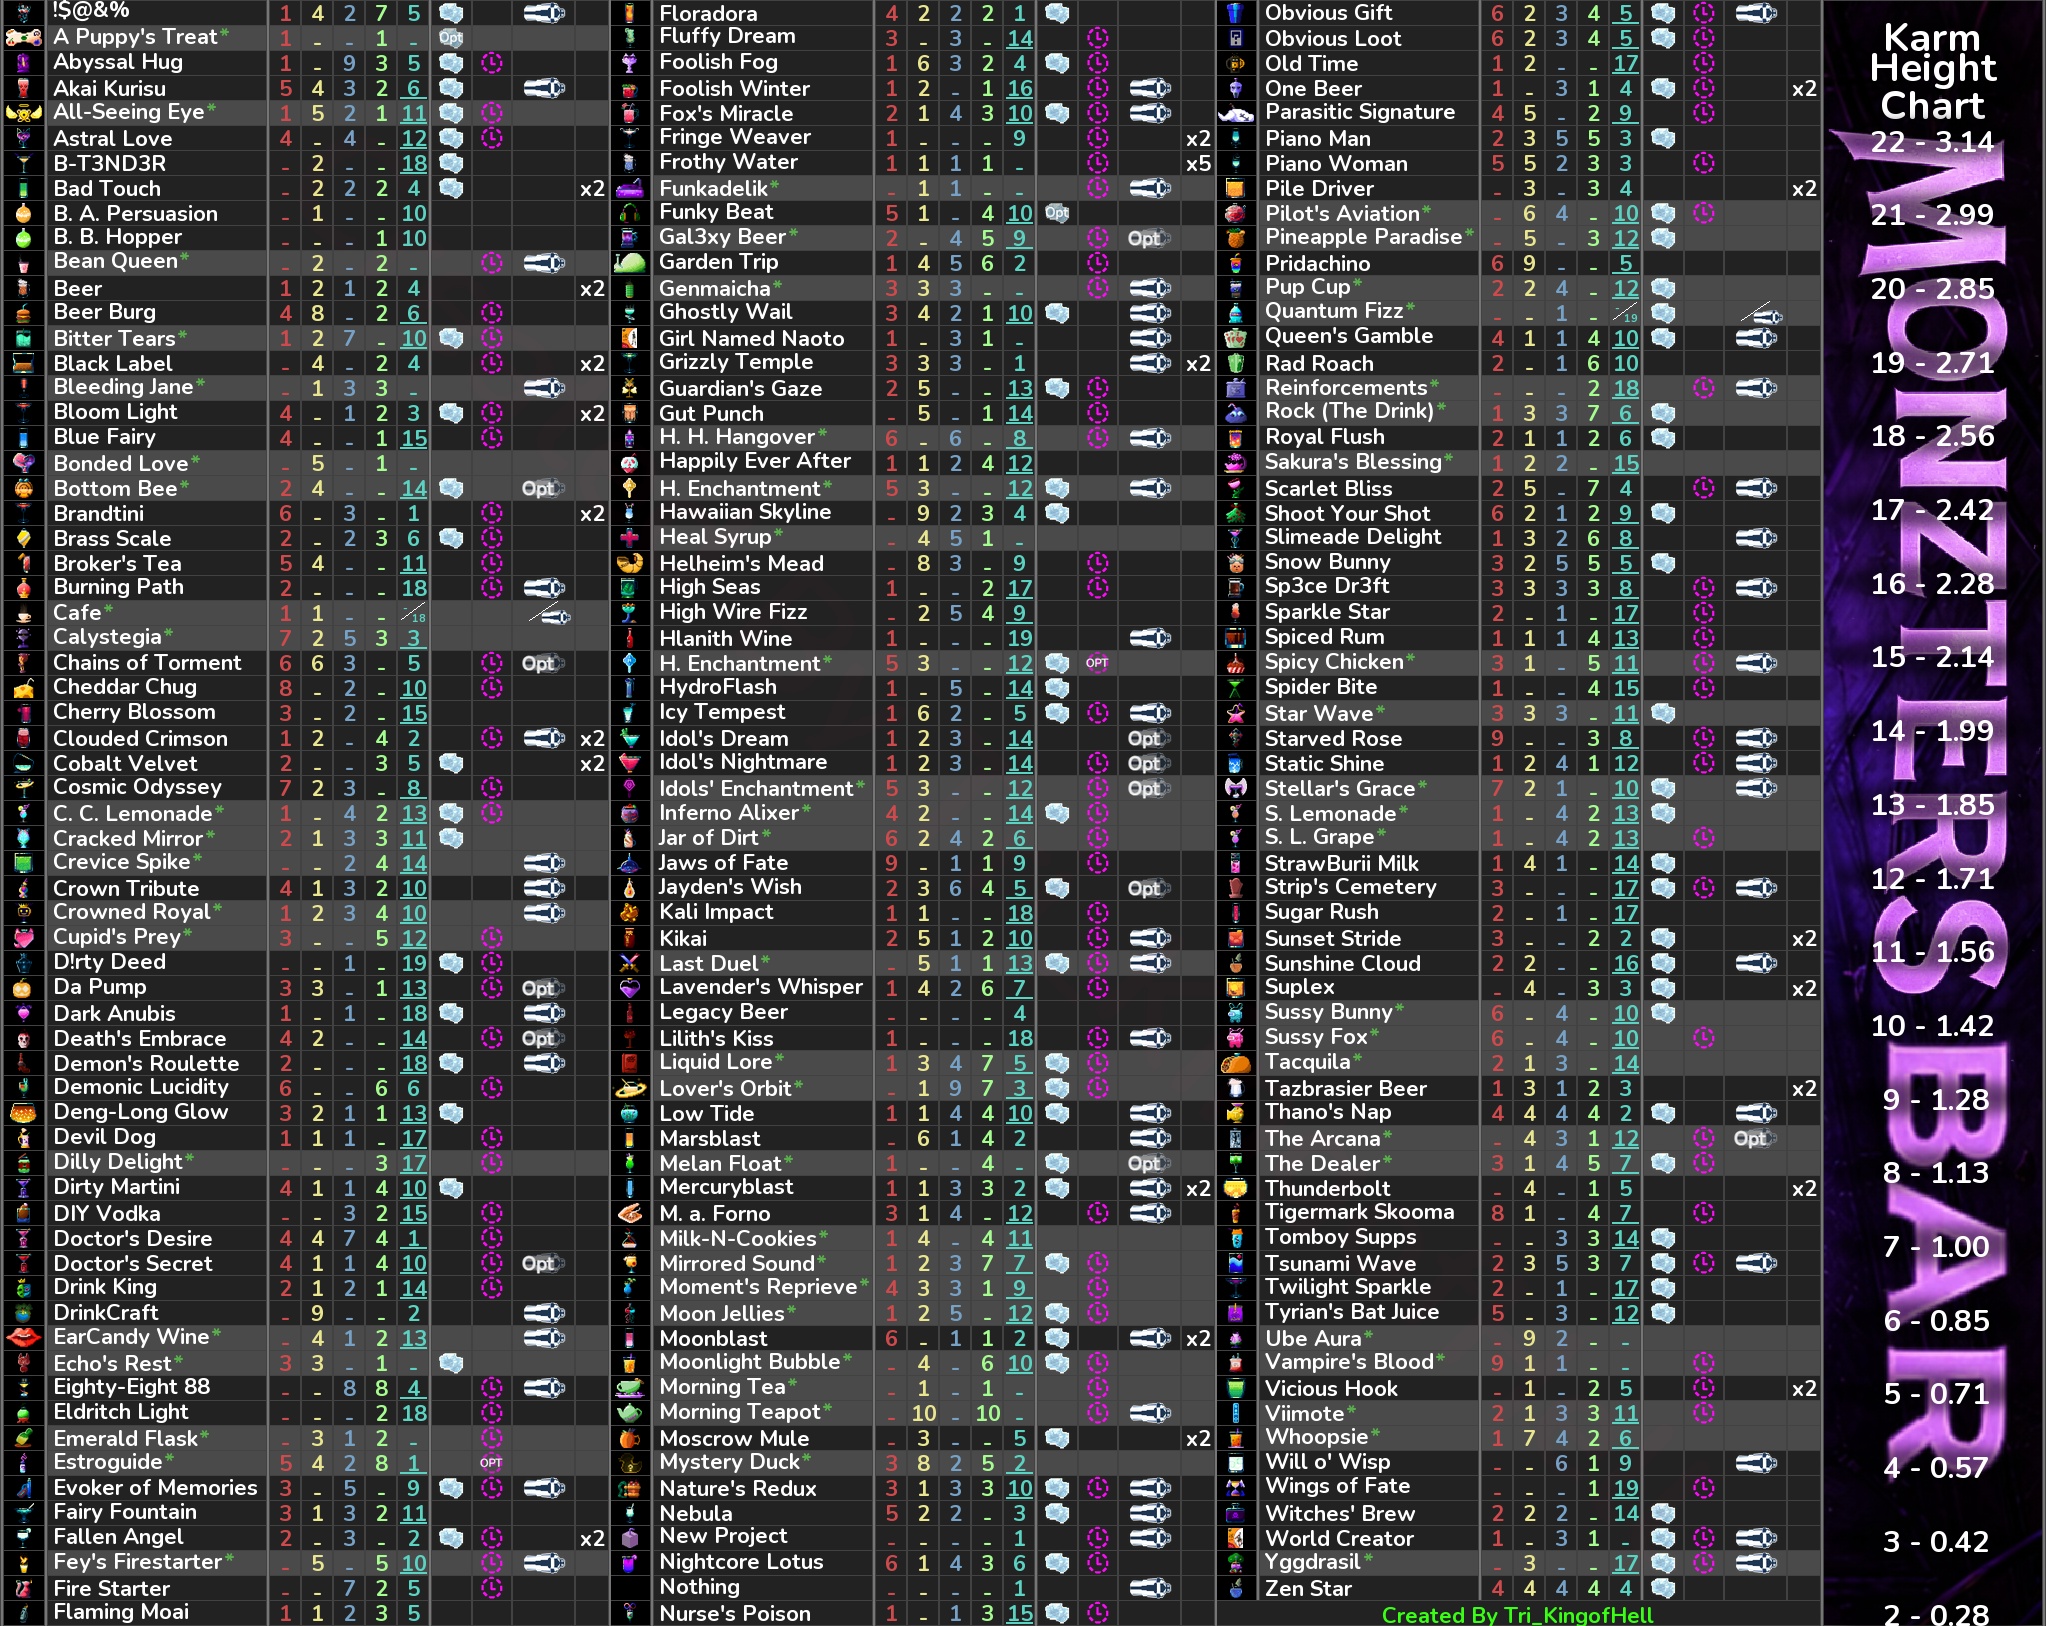 !$@&% 1 4 2 7 5
A Puppy's Treat* 1 - - 1 - Opt
Abyssal Hug 1 - 9 3 5
Akai Kurisu 5 4 3 2 6
All-Seeing Eye* 1 5 2 1 11
Astral Love 4 - 4 - 12
B-T3ND3R - 2 - - 18
Bad Touch - 2 2 2 4 x2
B. A. Persuasion - 1 - - 10
B. B. Hopper - - - 1 10
Bean Queen* - 2 - 2 -
Beer 1 2 1 2 4 x2
Beer Burg 4 8 - 2 6
Bitter Tears* 1 2 7 - 10
Black Label - 4 - 2 4 x2
Bleeding Jane* - 1 3 3 -
Bloom Light 4 - 1 2 3 x2
Blue Fairy 4 - - 1 15
Bonded Love* - 5 - 1 -
Bottom Bee* 2 4 - - 14 Opt
Brandtini 6 - 3 - 1 x2
Brass Scale 2 - 2 3 6
Broker's Tea 5 4 - - 11
Burning Path 2 - - - 18
Cafe* 1 1 - - -/18
Calystegia* 7 2 5 3 3
Chains of Torment 6 6 3 - 5 Opt
Cheddar Chug 8 - 2 - 10
Cherry Blossom 3 - 2 - 15
Clouded Crimson 1 2 - 4 2 x2
Cobalt Velvet 2 - - 3 5 x2
Cosmic Odyssey 7 2 3 - 8
C. C. Lemonade* 1 - 4 2 13
Cracked Mirror* 2 1 3 3 11
Crevice Spike* - - 2 4 14
Crown Tribute 4 1 3 2 10
Crowned Royal* 1 2 3 4 10
Cupid's Prey* 3 - - 5 12
D!rty Deed - - 1 - 19
Da Pump 3 3 - 1 13 Opt
Dark Anubis 1 - 1 - 18
Death's Embrace 4 2 - - 14 Opt
Demon's Roulette 2 - - - 18
Demonic Lucidity 6 - - 6 6
Deng-Long Glow 3 2 1 1 13
Devil Dog 1 1 1 - 17
Dilly Delight* - - - 3 17
Dirty Martini 4 1 1 4 10
DIY Vodka - - 3 2 15
Doctor's Desire 4 4 7 4 1
Doctor's Secret 4 1 1 4 10 Opt
Drink King 2 1 2 1 14
DrinkCraft - 9 - - 2
EarCandy Wine* - 4 1 2 13
Echo's Rest* 3 3 - 1 -
Eighty-Eight 88 - - 8 8 4
Eldritch Light - - - 2 18
Emerald Flask* - 3 1 2 -
Estroguide* 5 4 2 8 1 OPT
Evoker of Memories 3 - 5 - 9
Fairy Fountain 3 1 3 2 11
Fallen Angel 2 - 3 - 2 x2
Fey's Firestarter* - 5 - 5 10
Fire Starter - - 7 2 5
Flaming Moai 1 1 2 3 5
Floradora 4 2 2 2 1
Fluffy Dream 3 - 3 - 14
Foolish Fog 1 6 3 2 4
Foolish Winter 1 2 - 1 16
Fox's Miracle 2 1 4 3 10
Fringe Weaver 1 - - - 9 x2
Frothy Water 1 1 1 1 - x5
Funkadelik* - 1 1 - -
Funky Beat 5 1 - 4 10 Opt
Gal3xy Beer* 2 - 4 5 9 Opt
Garden Trip 1 4 5 6 2
Genmaicha* 3 3 3 - -
Ghostly Wail 3 4 2 1 10
Girl Named Naoto 1 - 3 1 -
Grizzly Temple 3 3 3 - 1 x2
Guardian's Gaze 2 5 - - 13
Gut Punch - 5 - 1 14
H. H. Hangover* 6 - 6 - 8
Happily Ever After 1 1 2 4 12
H. Enchantment* 5 3 - - 12
Hawaiian Skyline - 9 2 3 4
Heal Syrup* - 4 5 1 -
Helheim's Mead - 8 3 - 9
High Seas 1 - - 2 17
High Wire Fizz - 2 5 4 9
Hlanith Wine 1 - - - 19
H. Enchantment* 5 3 - - 12 OPT
HydroFlash 1 - 5 - 14
Icy Tempest 1 6 2 - 5
Idol's Dream 1 2 3 - 14 Opt
Idol's Nightmare 1 2 3 - 14 Opt
Idols' Enchantment* 5 3 - - 12 Opt
Inferno Alixer* 4 2 - - 14
Jar of Dirt* 6 2 4 2 6
Jaws of Fate 9 - 1 1 9
Jayden's Wish 2 3 6 4 5 Opt
Kali Impact 1 1 - - 18
Kikai 2 5 1 2 10
Last Duel* - 5 1 1 13
Lavender's Whisper 1 4 2 6 7
Legacy Beer - - - - 4
Lilith's Kiss 1 - - - 18
Liquid Lore* 1 3 4 7 5
Lover's Orbit* - 1 9 7 3
Low Tide 1 1 4 4 10
Marsblast - 6 1 4 2
Melan Float* 1 - - 4 - Opt
Mercuryblast 1 1 3 3 2 x2
M. a. Forno 3 1 4 - 12
Milk-N-Cookies* 1 4 - 4 11
Mirrored Sound* 1 2 3 7 7
Moment's Reprieve* 4 3 3 1 9
Moon Jellies* 1 2 5 - 12
Moonblast 6 - 1 1 2 x2
Moonlight Bubble* - 4 - 6 10
Morning Tea* - 1 - 1 -
Morning Teapot* - 10 - 10 -
Moscrow Mule - 3 - - 5 x2
Mystery Duck* 3 8 2 5 2
Nature's Redux 3 1 3 3 10
Nebula 5 2 2 - 3
New Project - - - - 1
Nightcore Lotus 6 1 4 3 6
Nothing - - - - 1
Nurse's Poison 1 - 1 3 15
Obvious Gift 6 2 3 4 5
Obvious Loot 6 2 3 4 5
Old Time 1 2 - - 17
One Beer 1 - 3 1 4 x2
Parasitic Signature 4 5 - 2 9
Piano Man 2 3 5 5 3
Piano Woman 5 5 2 3 3
Pile Driver - 3 - 3 4 x2
Pilot's Aviation* - 6 4 - 10
Pineapple Paradise* - 5 - 3 12
Pridachino 6 9 - - 5
Pup Cup* 2 2 4 - 12
Quantum Fizz* - - 1 - -/19
Queen's Gamble 4 1 1 4 10
Rad Roach 2 - 1 6 10
Reinforcements* - - - 2 18
Rock (The Drink)* 1 3 3 7 6
Royal Flush 2 1 1 2 6
Sakura's Blessing* 1 2 2 - 15
Scarlet Bliss 2 5 - 7 4
Shoot Your Shot 6 2 1 2 9
Slimeade Delight 1 3 2 6 8
Snow Bunny 3 2 5 5 5
Sp3ce Dr3ft 3 3 3 3 8
Sparkle Star 2 - 1 - 17
Spiced Rum 1 1 1 4 13
Spicy Chicken* 3 1 - 5 11
Spider Bite 1 - - 4 15
Star Wave* 3 3 3 - 11
Starved Rose 9 - - 3 8
Static Shine 1 2 4 1 12
Stellar's Grace* 7 2 1 - 10
S. Lemonade* 1 - 4 2 13
S. L. Grape* 1 - 4 2 13
StrawBurii Milk 1 4 1 - 14
Strip's Cemetery 3 - - - 17
Sugar Rush 2 - 1 - 17
Sunset Stride 3 - - 2 2 x2
Sunshine Cloud 2 2 - - 16
Suplex - 4 - 3 3 x2
Sussy Bunny* 6 - 4 - 10
Sussy Fox* 6 - 4 - 10
Tacquila* 2 1 3 - 14
Tazbrasier Beer 1 3 1 2 3 x2
Thano's Nap 4 4 4 4 2
The Arcana* - 4 3 1 12 Opt
The Dealer* 3 1 4 5 7
Thunderbolt - 4 - 1 5 x2
Tigermark Skooma 8 1 - 4 7
Tomboy Supps - - 3 3 14
Tsunami Wave 2 3 5 3 7
Twilight Sparkle 2 - 1 - 17
Tyrian's Bat Juice 5 - 3 - 12
Ube Aura* - 9 2 - -
Vampire's Blood* 9 1 1 - -
Vicious Hook - 1 - 2 5 x2
Viimote* 2 1 3 3 11
Whoopsie* 1 7 4 2 6
Will o' Wisp - - 6 1 9
Wings of Fate - - - 1 19
Witches' Brew 2 2 2 - 14
World Creator 1 - 3 1 -
Yggdrasil* - 3 - - 17
Zen Star 4 4 4 4 4
Created By Tri_KingofHell
Karm
Height
Chart
22 - 3.14
21 - 2.99
20 - 2.85
19 - 2.71
18 - 2.56
17 - 2.42
16 - 2.28
15 - 2.14
14 - 1.99
13 - 1.85
12 - 1.71
11 - 1.56
10 - 1.42
9 - 1.28
8 - 1.13
7 - 1.00
6 - 0.85
5 - 0.71
4 - 0.57
3 - 0.42
2 - 0.28
MONZTERS BAR